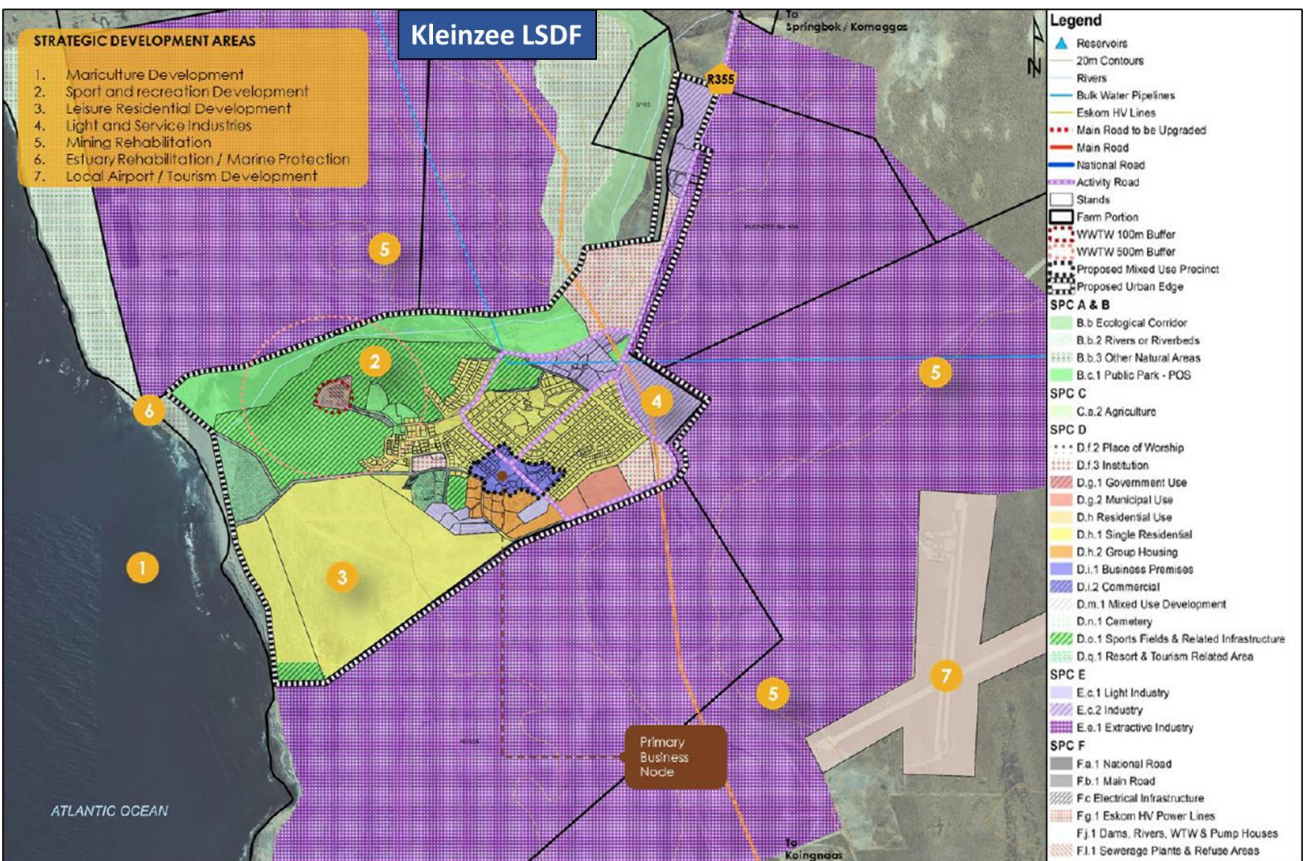 Kleinzee LSDF
STRATEGIC DEVELOPMENT AREAS
1. Mariculture Development
2. Sport and recreation Development
3. Leisure Residential Development
4. Light and Service Industries
5. Mining Rehabilitation
6. Estuary Rehabilitation / Marine Protection
7. Local Airport / Tourism Development
To
Springbok / Komaggas
N
R355
5
2
5
4
6
1
3
5
7
Primary
Business
Node
ATLANTIC OCEAN
To
Koingnaas
Legend
Reservoirs
20m Contours
Rivers
Bulk Water Pipelines
Eskom HV Lines
Main Road to be Upgraded
Main Road
National Road
Activity Road
Stands
Farm Portion
WWTW 100m Buffer
WWTW 500m Buffer
Proposed Mixed Use Precinct
Proposed Urban Edge
SPC A & B
B.b Ecological Corridor
B.b.2 Rivers or Riverbeds
B.b.3 Other Natural Areas
B.c.1 Public Park - POS
SPC C
C.a.2 Agriculture
SPC D
D.f.2 Place of Worship
D.f.3 Institution
D.g.1 Government Use
D.g.2 Municipal Use
D.h Residential Use
D.h.1 Single Residential
D.h.2 Group Housing
D.i.1 Business Premises
D.i.2 Commercial
D.m.1 Mixed Use Development
D.n.1 Cemetery
D.o.1 Sports Fields & Related Infrastructure
D.q.1 Resort & Tourism Related Area
SPC E
E.c.1 Light Industry
E.c.2 Industry
E.e.1 Extractive Industry
SPC F
F.a.1 National Road
F.b.1 Main Road
F.c Electrical Infrastructure
F.g.1 Eskom HV Power Lines
F.j.1 Dams, Rivers, WTW & Pump Houses
F.l.1 Sewerage Plants & Refuse Areas